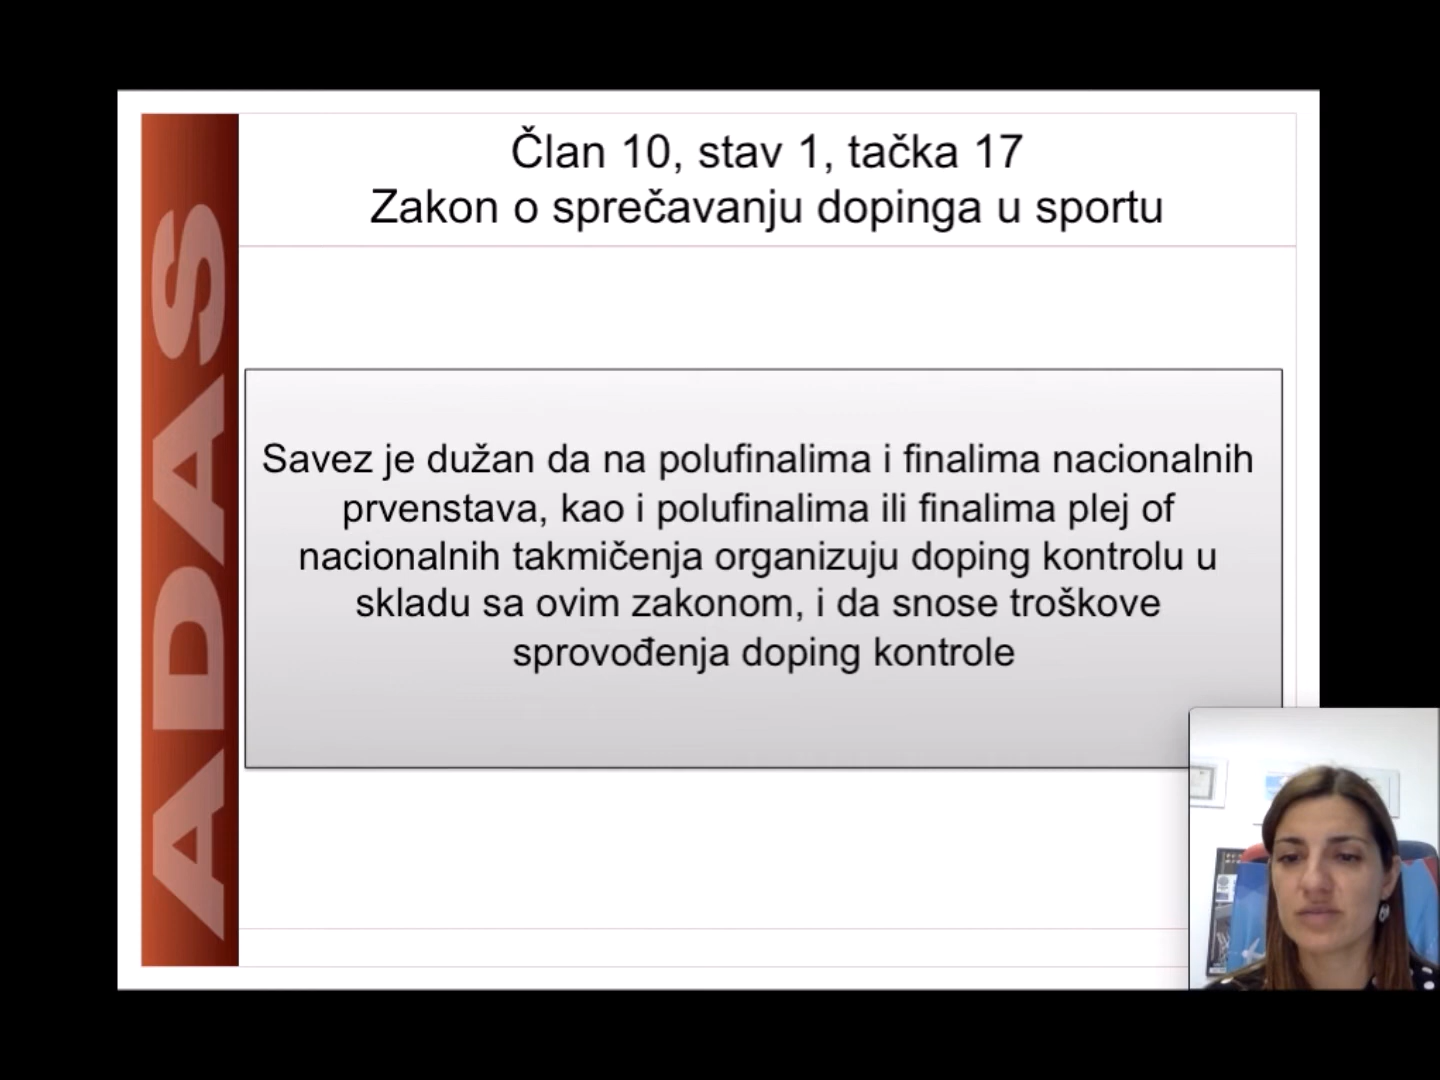 Član 10, stav 1, tačka 17
Zakon o sprečavanju dopinga u sportu
ADAS
Savez je dužan da na polufinalima i finalima nacionalnih
prvenstava, kao i polufinalima ili finalima plej of
nacionalnih takmičenja organizuju doping kontrolu u
skladu sa ovim zakonom, i da snose troškove
sprovođenja doping kontrole